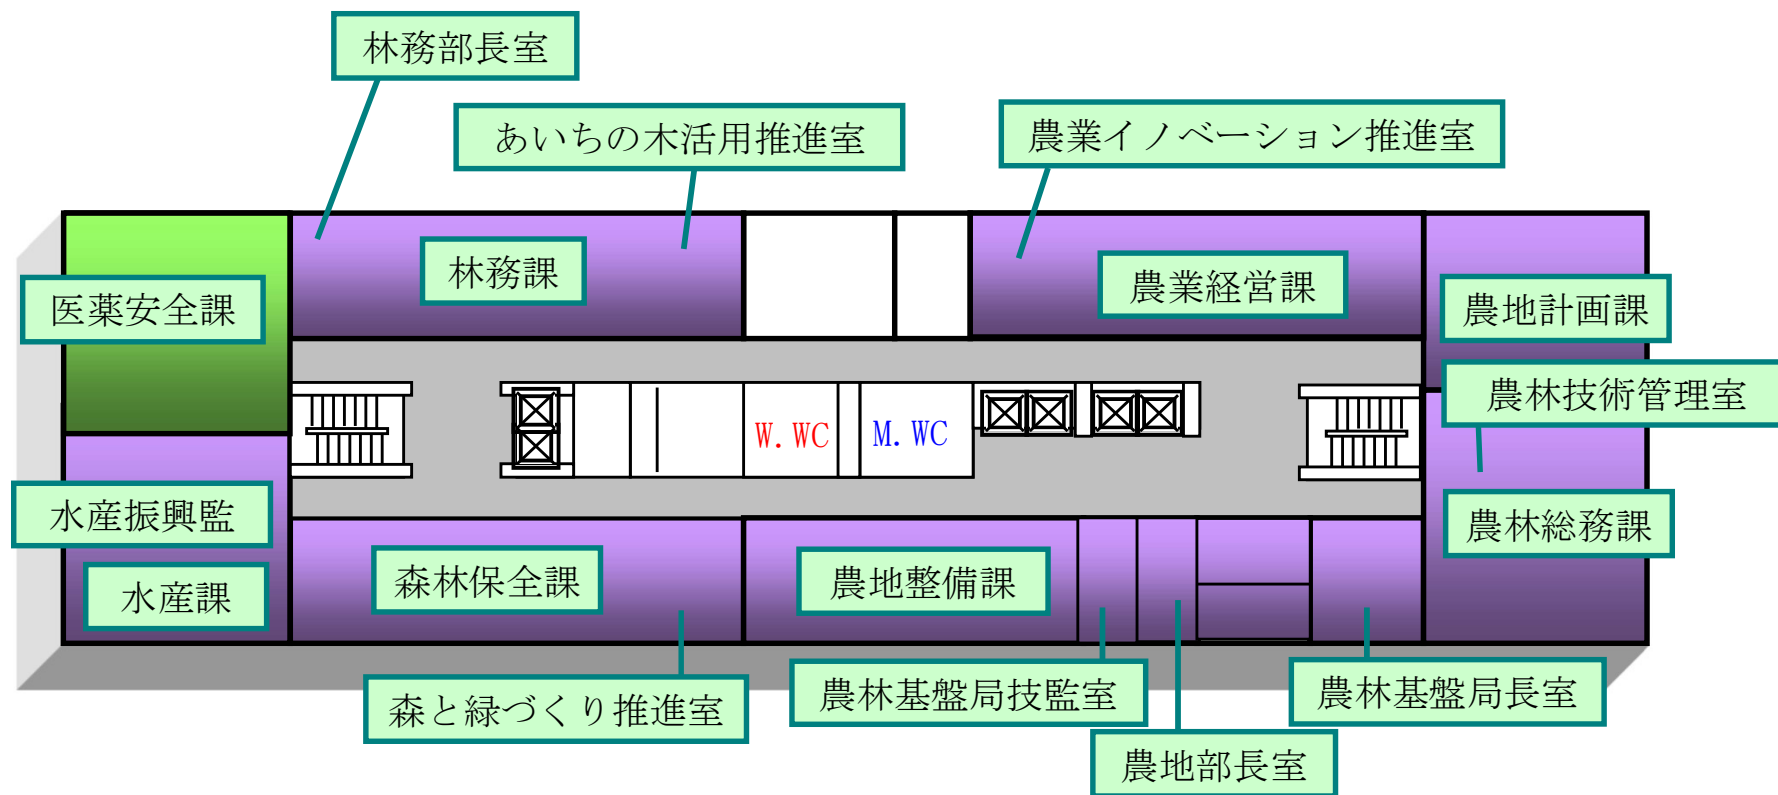 林務部長室
あいちの木活用推進室
農業イノベーション推進室
林務課
農業経営課
医薬安全課
農地計画課
農林技術管理室
W.WC
M.WC
水産振興監
農林総務課
水産課
森林保全課
農地整備課
森と緑づくり推進室
農林基盤局技監室
農林基盤局長室
農地部長室